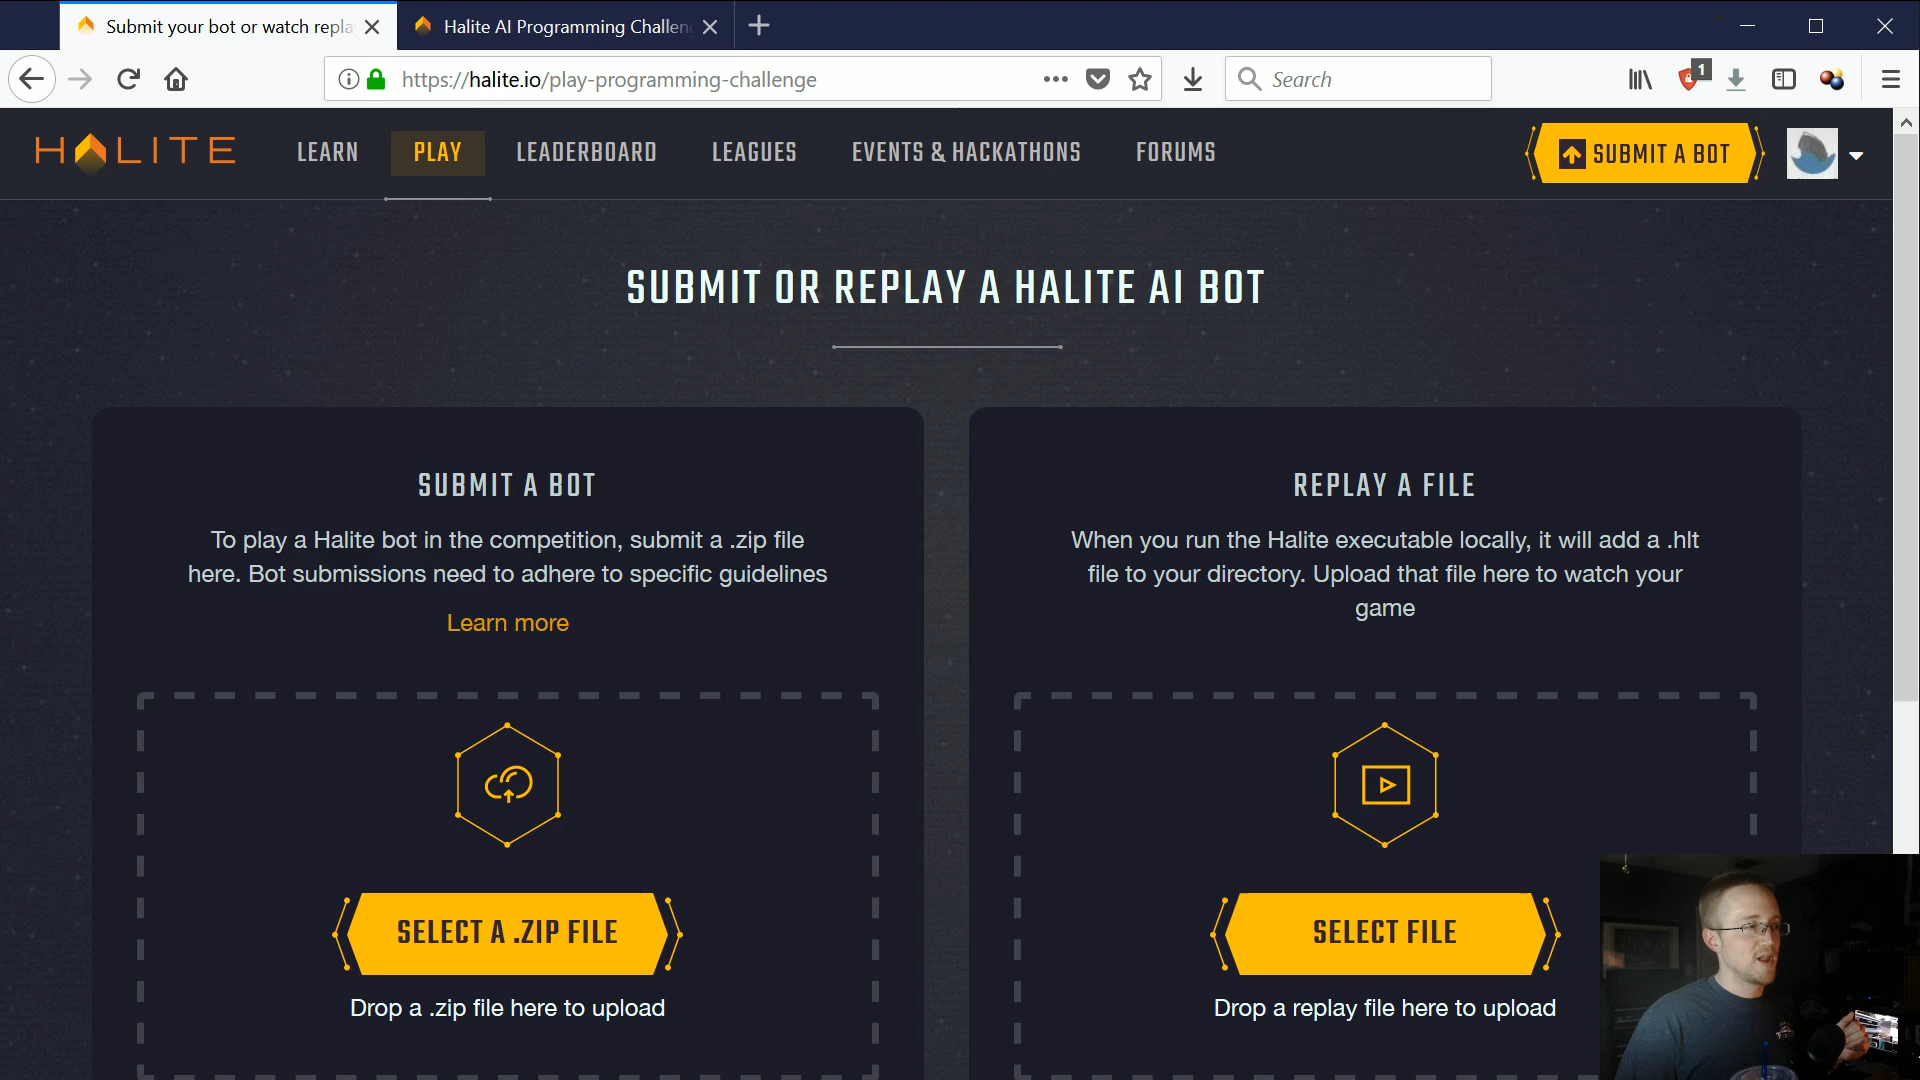 Submit your bot or watch repla
Halite AI Programming Challen
https://halite.io/play-programming-challenge
Search
1
HALITE
LEARN
PLAY
LEADERBOARD
LEAGUES
EVENTS & HACKATHONS
FORUMS
SUBMIT A BOT
SUBMIT OR REPLAY A HALITE AI BOT
SUBMIT A BOT
To play a Halite bot in the competition, submit a .zip file
here. Bot submissions need to adhere to specific guidelines
Learn more
SELECT A .ZIP FILE
Drop a .zip file here to upload
REPLAY A FILE
When you run the Halite executable locally, it will add a .hlt
file to your directory. Upload that file here to watch your
game
SELECT FILE
Drop a replay file here to upload